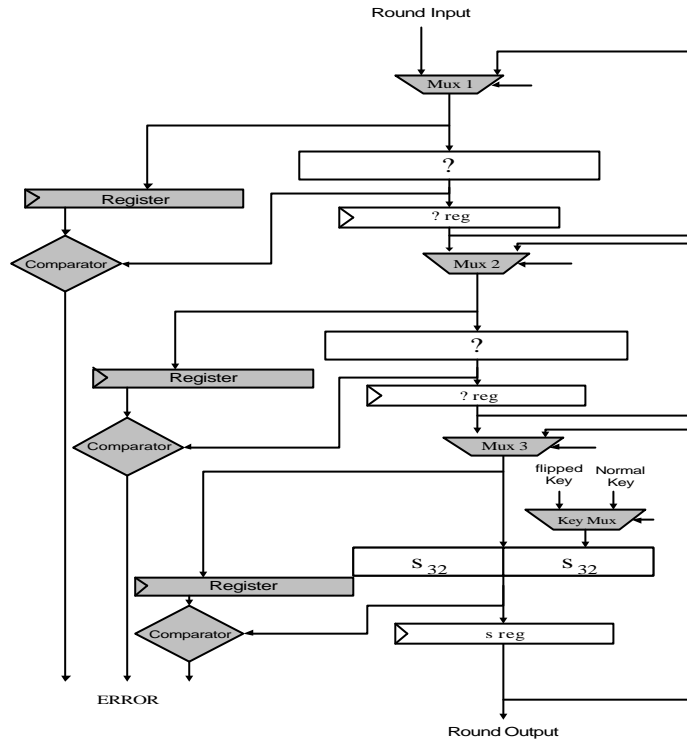 Round Input
Mux 1
?
Register
? reg
Comparator
Mux 2
?
Register
? reg
Comparator
Mux 3
flipped Key
Normal Key
Key Mux
s 32
s 32
Register
Comparator
s reg
ERROR
Round Output